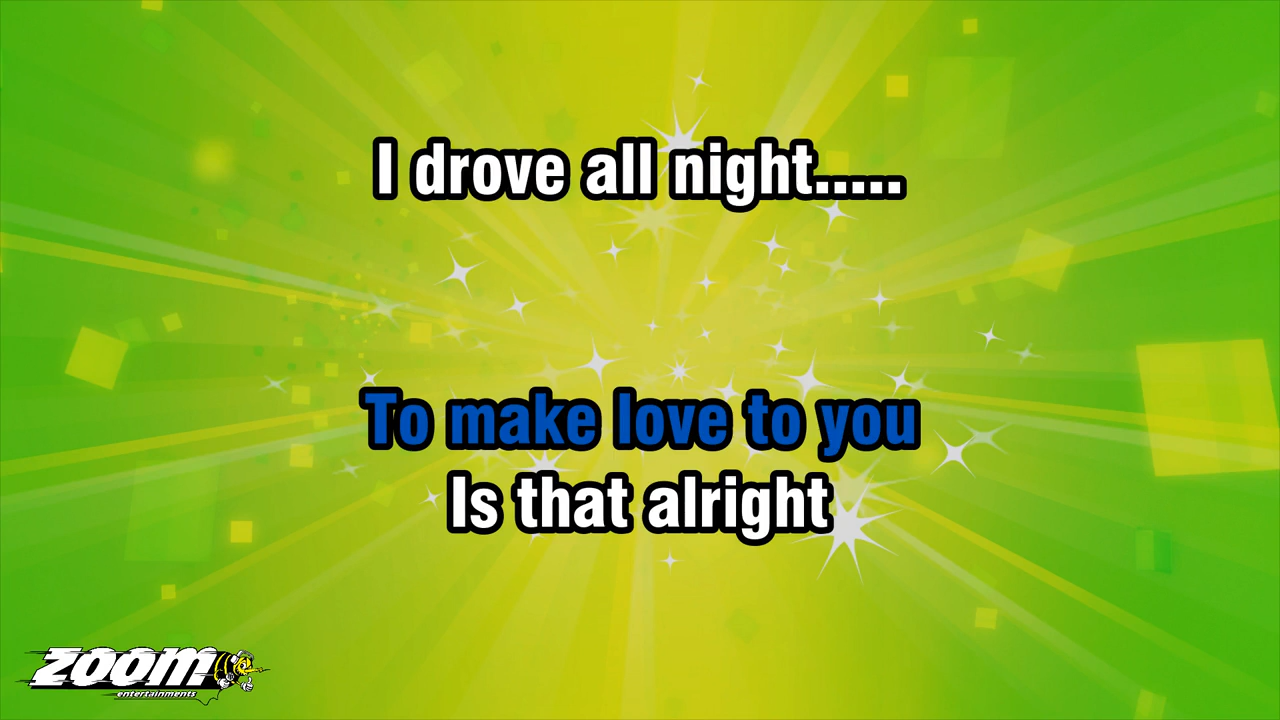 I drove all night.....
To make love to you
Is that alright
zoom
entertainments